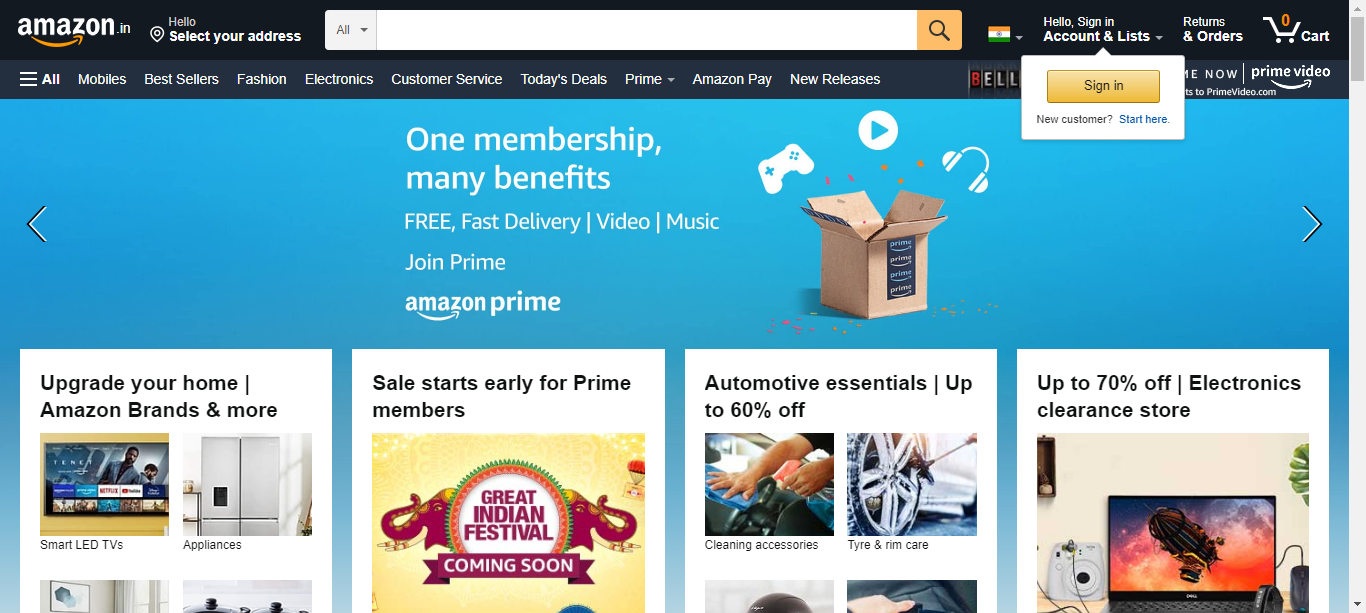 amazon.in
Hello
Select your address
All
Hello, Sign in
Account & Lists
Returns
& Orders
0
Cart
All
Mobiles
Best Sellers
Fashion
Electronics
Customer Service
Today's Deals
Prime
Amazon Pay
New Releases
BELL
ME NOW
prime video
ts to PrimeVideo.com
Sign in
New customer? Start here.
One membership,
many benefits
FREE, Fast Delivery | Video | Music
Join Prime
amazon prime
prime
prime
prime
prime
Upgrade your home |
Amazon Brands & more
TENET
NETFLIX
YouTube
Smart LED TVs
Appliances
Sale starts early for Prime
members
GREAT
INDIAN
FESTIVAL
COMING SOON
Automotive essentials | Up
to 60% off
Cleaning accessories
Tyre & rim care
Up to 70% off | Electronics
clearance store
DELL